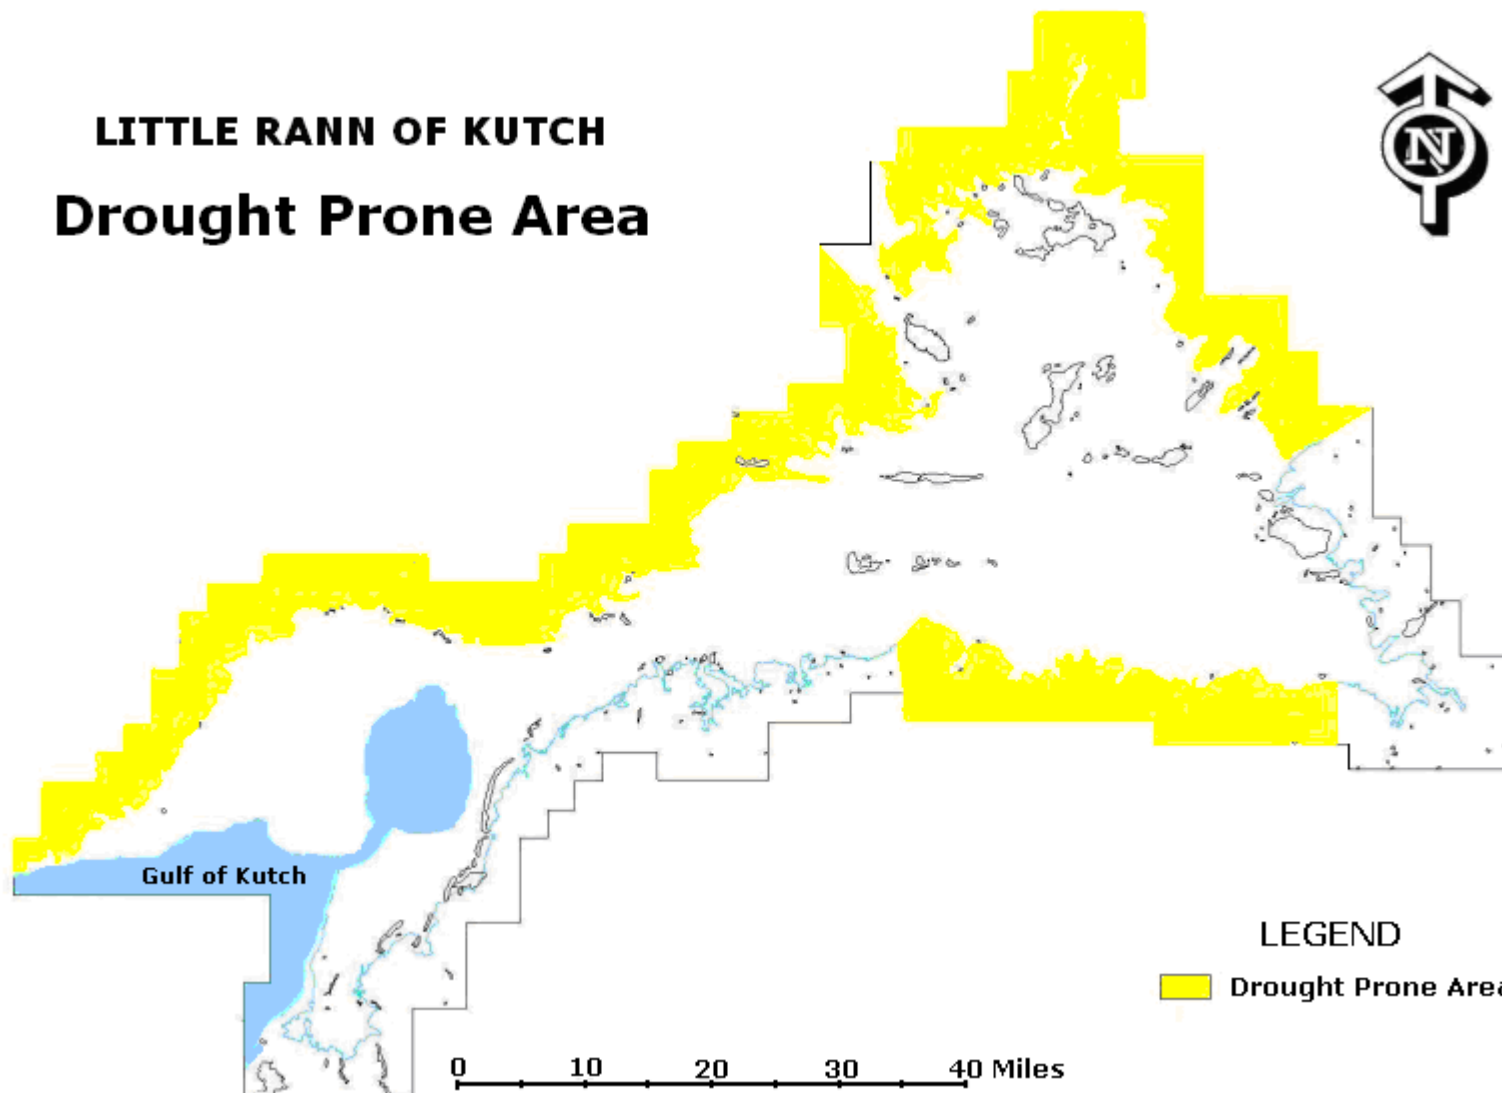 LITTLE RANN OF KUTCH
Drought Prone Area
N
Gulf of Kutch
LEGEND
Drought Prone Area
0 10 20 30 40 Miles